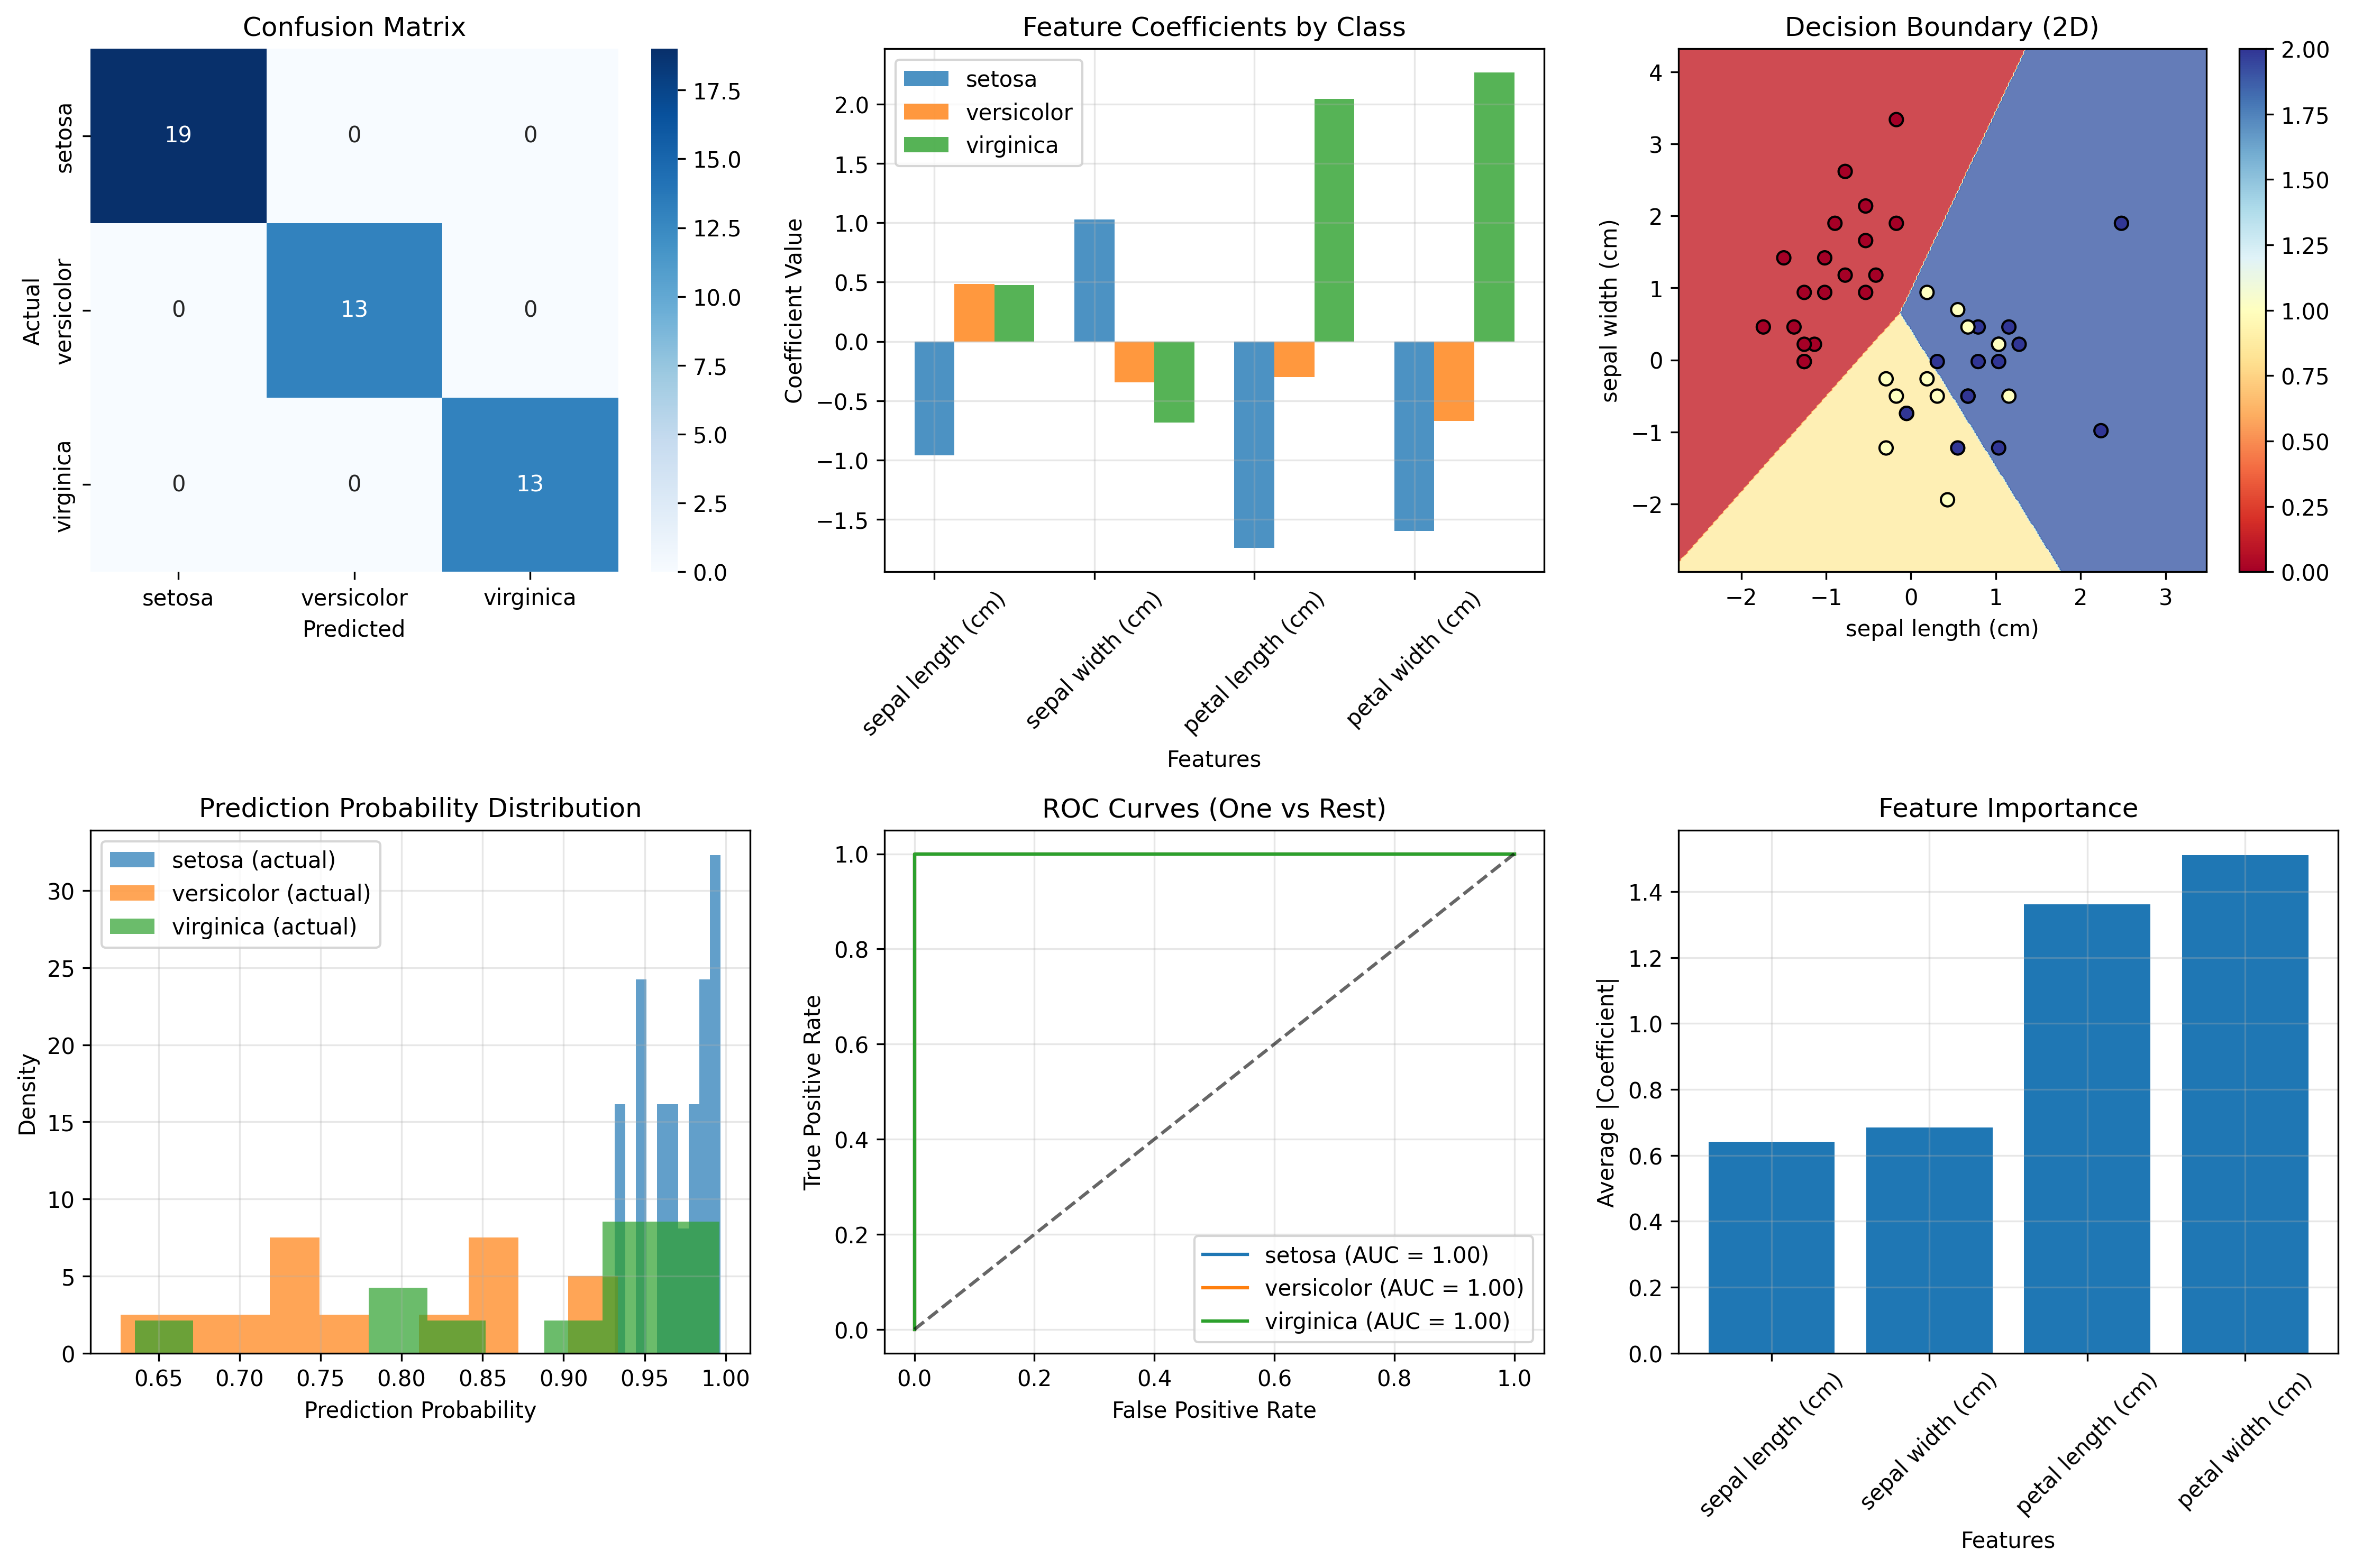 Confusion Matrix
Actual
setosa
versicolor
virginica
19 0 0
0 13 0
0 0 13
setosa versicolor virginica
Predicted
17.5
15.0
12.5
10.0
7.5
5.0
2.5
0.0
Feature Coefficients by Class
setosa
versicolor
virginica
Coefficient Value
2.0
1.5
1.0
0.5
0.0
−0.5
−1.0
−1.5
sepal length (cm)
sepal width (cm)
petal length (cm)
petal width (cm)
Features
Decision Boundary (2D)
sepal width (cm)
4
3
2
1
0
−1
−2
−2 −1 0 1 2 3
sepal length (cm)
2.00
1.75
1.50
1.25
1.00
0.75
0.50
0.25
0.00
Prediction Probability Distribution
setosa (actual)
versicolor (actual)
virginica (actual)
Density
30
25
20
15
10
5
0
0.65 0.70 0.75 0.80 0.85 0.90 0.95 1.00
Prediction Probability
ROC Curves (One vs Rest)
True Positive Rate
1.0
0.8
0.6
0.4
0.2
0.0
setosa (AUC = 1.00)
versicolor (AUC = 1.00)
virginica (AUC = 1.00)
0.0 0.2 0.4 0.6 0.8 1.0
False Positive Rate
Feature Importance
Average |Coefficient|
1.4
1.2
1.0
0.8
0.6
0.4
0.2
0.0
sepal length (cm)
sepal width (cm)
petal length (cm)
petal width (cm)
Features